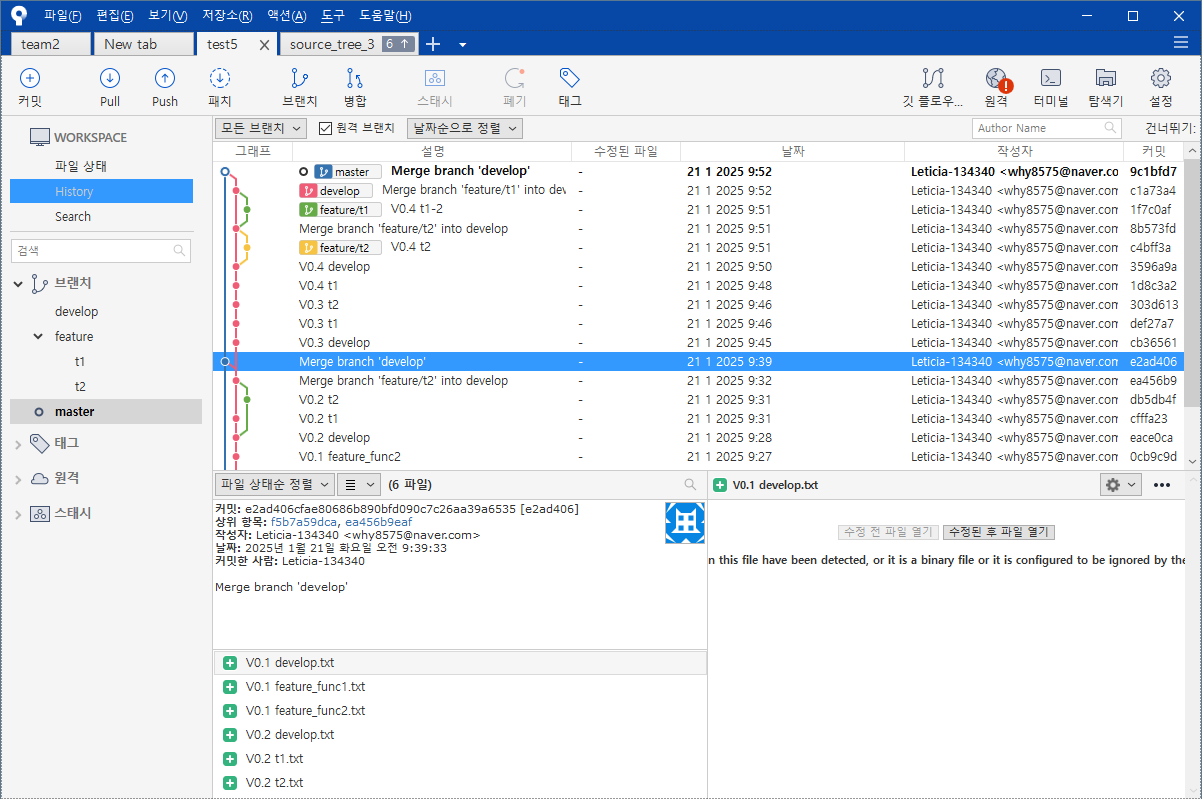 파일(F) 편집(E) 보기(V) 저장소(R) 액션(A) 도구 도움말(H)
team2 New tab test5 source_tree_3 6
커밋 Pull Push 패치 브랜치 병합 스태시 폐기 태그 깃 플로우... 원격 터미널 탐색기 설정
WORKSPACE
파일 상태
History
Search
검색
브랜치
develop
feature
t1
t2
master
태그
원격
스태시
모든 브랜치 원격 브랜치 날짜순으로 정렬 Author Name 건너뛰기:
그래프 설명 수정된 파일 날짜 작성자 커밋
master Merge branch 'develop' - 21 1 2025 9:52 Leticia-134340 <why8575@naver.co 9c1bfd7
develop Merge branch 'feature/t1' into dev - 21 1 2025 9:52 Leticia-134340 <why8575@naver.com c1a73a4
feature/t1 V0.4 t1-2 - 21 1 2025 9:51 Leticia-134340 <why8575@naver.com 1f7c0af
Merge branch 'feature/t2' into develop - 21 1 2025 9:51 Leticia-134340 <why8575@naver.com 8b573fd
feature/t2 V0.4 t2 - 21 1 2025 9:51 Leticia-134340 <why8575@naver.com c4bff3a
V0.4 develop - 21 1 2025 9:50 Leticia-134340 <why8575@naver.com 3596a9a
V0.4 t1 - 21 1 2025 9:48 Leticia-134340 <why8575@naver.com 1d8c3a2
V0.3 t2 - 21 1 2025 9:46 Leticia-134340 <why8575@naver.com 303d613
V0.3 t1 - 21 1 2025 9:46 Leticia-134340 <why8575@naver.com def27a7
V0.3 develop - 21 1 2025 9:45 Leticia-134340 <why8575@naver.com cb36561
Merge branch 'develop' - 21 1 2025 9:39 Leticia-134340 <why8575@naver.com e2ad406
Merge branch 'feature/t2' into develop - 21 1 2025 9:32 Leticia-134340 <why8575@naver.com ea456b9
V0.2 t2 - 21 1 2025 9:31 Leticia-134340 <why8575@naver.com db5db4f
V0.2 t1 - 21 1 2025 9:31 Leticia-134340 <why8575@naver.com cfffa23
V0.2 develop - 21 1 2025 9:28 Leticia-134340 <why8575@naver.com eace0ca
V0.1 feature_func2 - 21 1 2025 9:27 Leticia-134340 <why8575@naver.com 0cb9c9d
파일 상태순 정렬 (6 파일)
커밋: e2ad406cfae80686b890bfd090c7c26aa39a6535 [e2ad406]
상위 항목: f5b7a59dca, ea456b9eaf
작성자: Leticia-134340 <why8575@naver.com>
날짜: 2025년 1월 21일 화요일 오전 9:39:33
커밋한 사람: Leticia-134340
Merge branch 'develop'
V0.1 develop.txt
V0.1 feature_func1.txt
V0.1 feature_func2.txt
V0.2 develop.txt
V0.2 t1.txt
V0.2 t2.txt
V0.1 develop.txt
수정 전 파일 열기 수정된 후 파일 열기
n this file have been detected, or it is a binary file or it is configured to be ignored by the